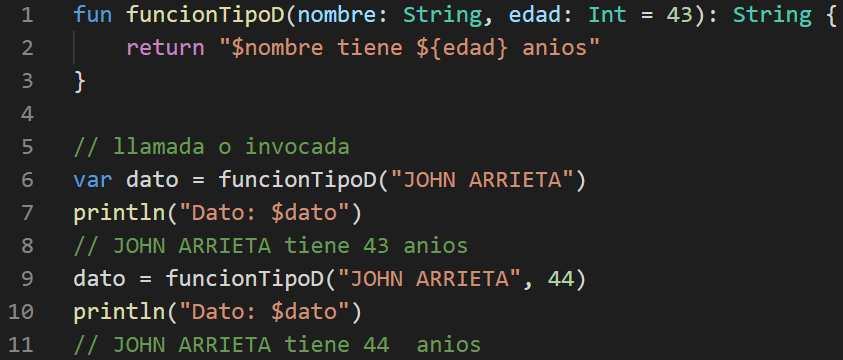 1 fun funcionTipoD(nombre: String, edad: Int = 43): String {
2     return "$nombre tiene ${edad} anios"
3 }
4
5 // llamada o invocada
6 var dato = funcionTipoD("JOHN ARRIETA")
7 println("Dato: $dato")
8 // JOHN ARRIETA tiene 43 anios
9 dato = funcionTipoD("JOHN ARRIETA", 44)
10 println("Dato: $dato")
11 // JOHN ARRIETA tiene 44  anios